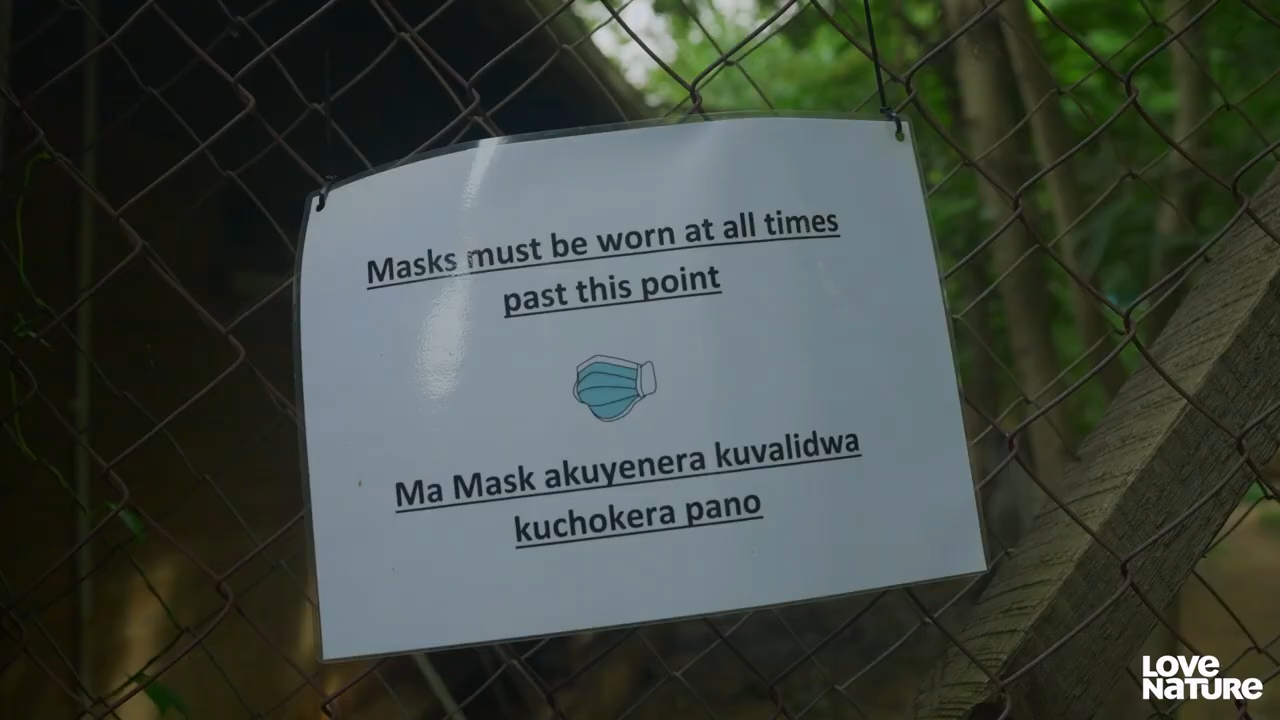 Masks must be worn at all times
past this point
Ma Mask akuyenera kuvalidwa
kuchokera pano
LOVE
NATURE